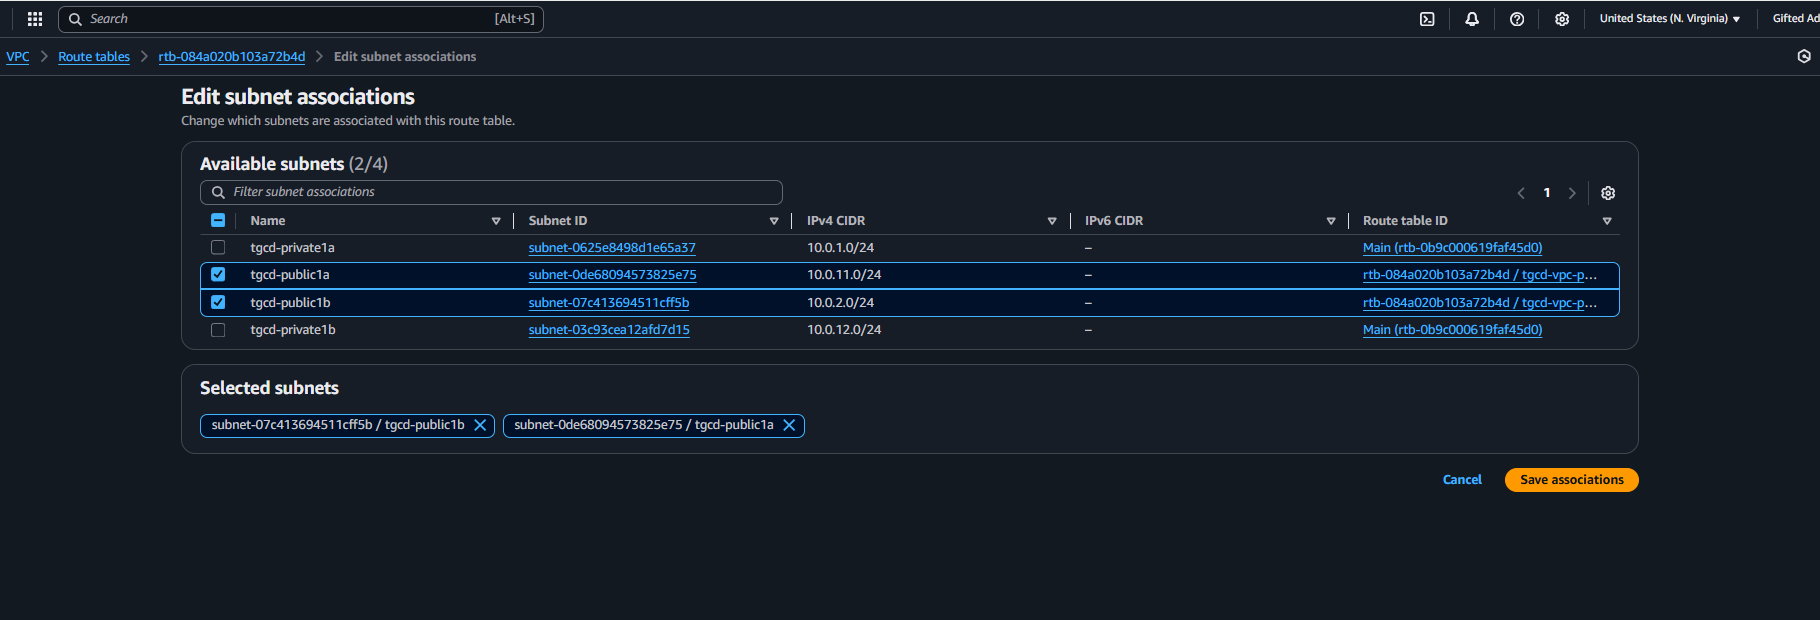 Search [Alt+S] United States (N. Virginia) Gifted Ad
VPC Route tables rtb-084a020b103a72b4d Edit subnet associations
Edit subnet associations
Change which subnets are associated with this route table.
Available subnets (2/4)
Filter subnet associations
1
Name Subnet ID IPv4 CIDR IPv6 CIDR Route table ID
tgcd-private1a subnet-0625e8498d1e65a37 10.0.1.0/24 – Main (rtb-0b9c000619faf45d0)
tgcd-public1a subnet-0de68094573825e75 10.0.11.0/24 – rtb-084a020b103a72b4d / tgcd-vpc-p...
tgcd-public1b subnet-07c413694511cff5b 10.0.2.0/24 – rtb-084a020b103a72b4d / tgcd-vpc-p...
tgcd-private1b subnet-03c93cea12afd7d15 10.0.12.0/24 – Main (rtb-0b9c000619faf45d0)
Selected subnets
subnet-07c413694511cff5b / tgcd-public1b subnet-0de68094573825e75 / tgcd-public1a
Cancel Save associations